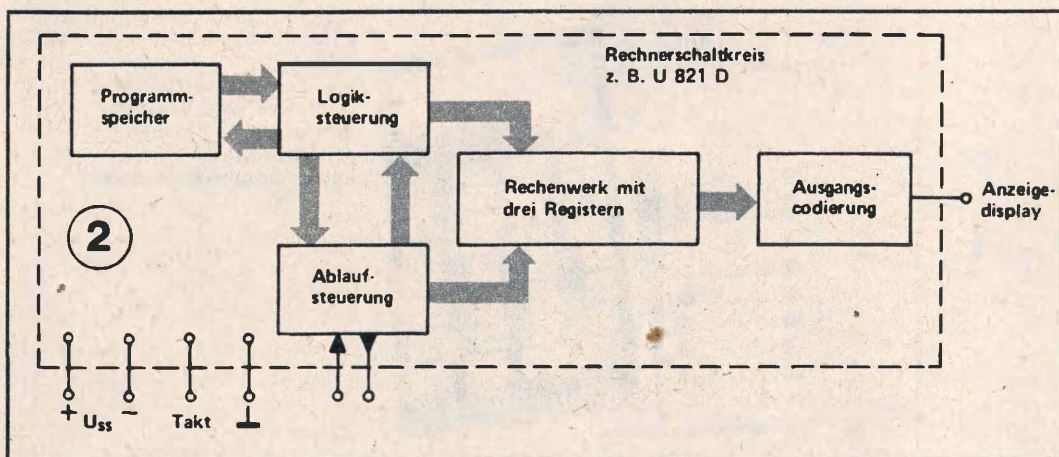 Rechnerschaltkreis
z. B. U 821 D
Programm-
speicher
Logik-
steuerung
Rechenwerk mit
drei Registern
Ausgangs-
codierung
Anzeige-
display
2
Ablauf-
steuerung
+ Uss - Takt ⊥